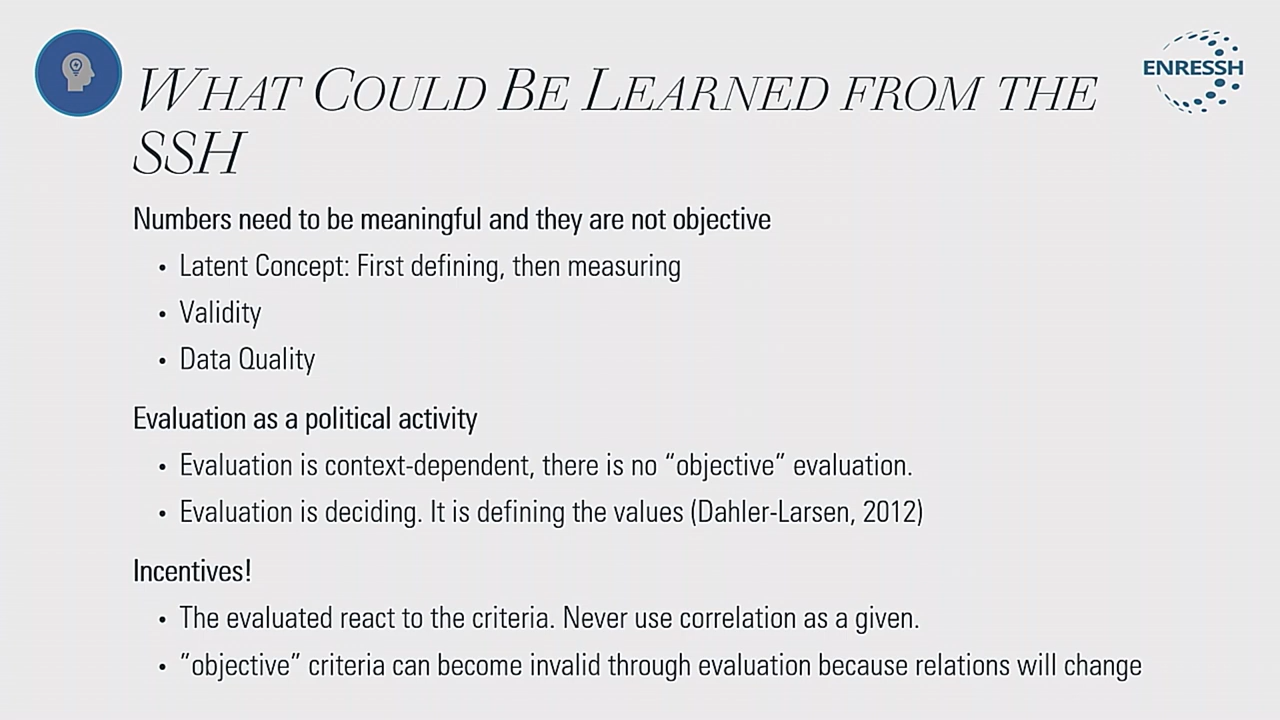 ENRESSH
WHAT COULD BE LEARNED FROM THE
SSH
Numbers need to be meaningful and they are not objective
• Latent Concept: First defining, then measuring
• Validity
• Data Quality
Evaluation as a political activity
• Evaluation is context-dependent, there is no “objective” evaluation.
• Evaluation is deciding. It is defining the values (Dahler-Larsen, 2012)
Incentives!
• The evaluated react to the criteria. Never use correlation as a given.
• ”objective” criteria can become invalid through evaluation because relations will change